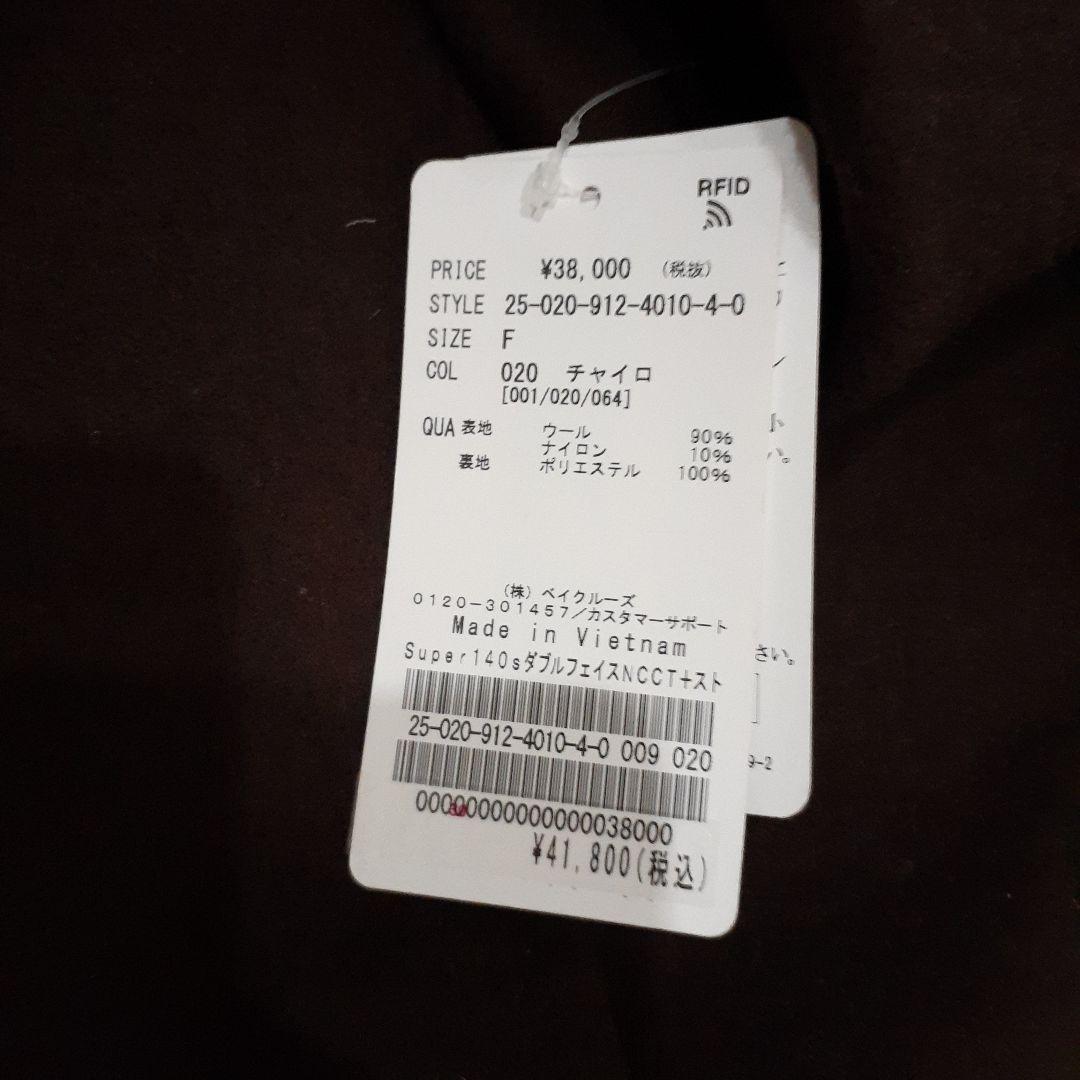 RFID
PRICE ¥38,000 (税抜)
STYLE 25-020-912-4010-4-0
SIZE F
COL 020 チャイロ
[001/020/064]
QUA 表地 ウール 90%
ナイロン 10%
裏地 ポリエステル 100%
(株) ベイクルーズ
0120-301457/カスタマーサポート
Made in Vietnam
Super140sダブルフェイスNCCT+スト
25-020-912-4010-4-0 009 020
¥41,800(税込)
さい。
9-2